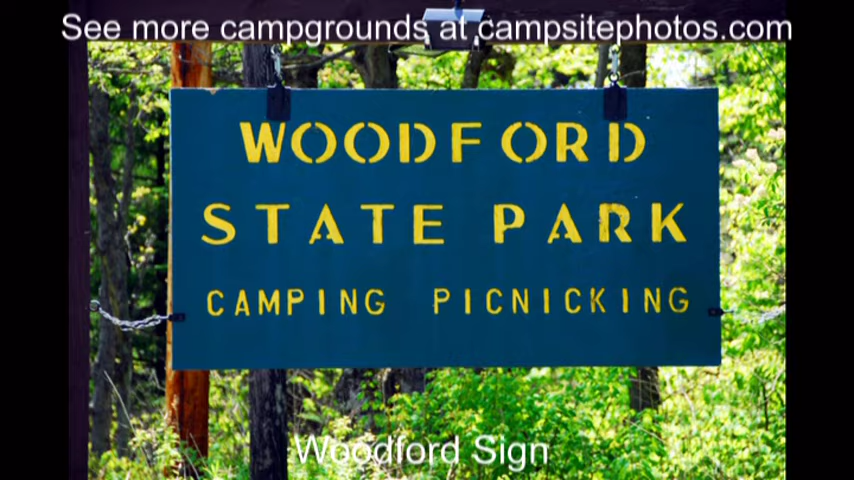 See more campgrounds at campsitephotos.com
WOODFORD
STATE PARK
CAMPING PICNICKING
Woodford Sign